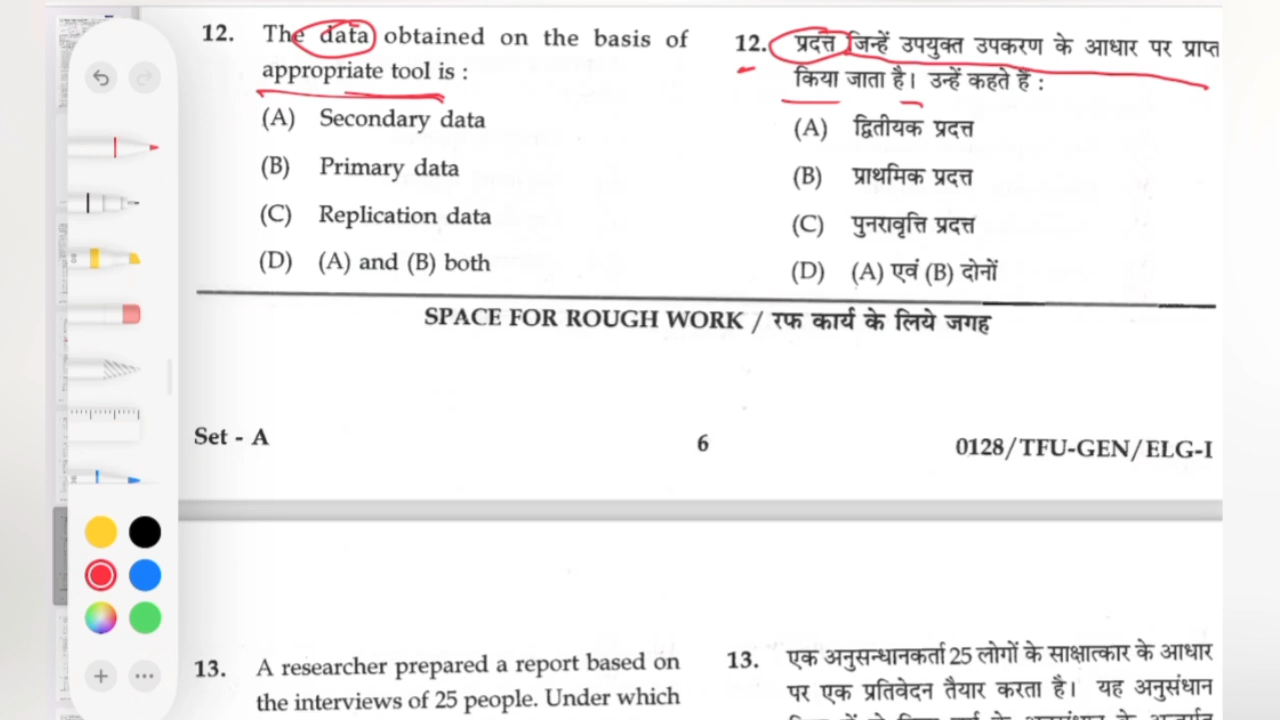 12. The data obtained on the basis of
appropriate tool is :
(A) Secondary data
(B) Primary data
(C) Replication data
(D) (A) and (B) both
12. प्रदत्त जिन्हें उपयुक्त उपकरण के आधार पर प्राप्त
किया जाता है। उन्हें कहते हैं :
(A) द्वितीयक प्रदत्त
(B) प्राथमिक प्रदत्त
(C) पुनरावृत्ति प्रदत्त
(D) (A) एवं (B) दोनों
SPACE FOR ROUGH WORK / रफ कार्य के लिये जगह
Set - A
6
0128/TFU-GEN/ELG-I
13. A researcher prepared a report based on
the interviews of 25 people. Under which
13. एक अनुसन्धानकर्ता 25 लोगों के साक्षात्कार के आधार
पर एक प्रतिवेदन तैयार करता है। यह अनुसंधान